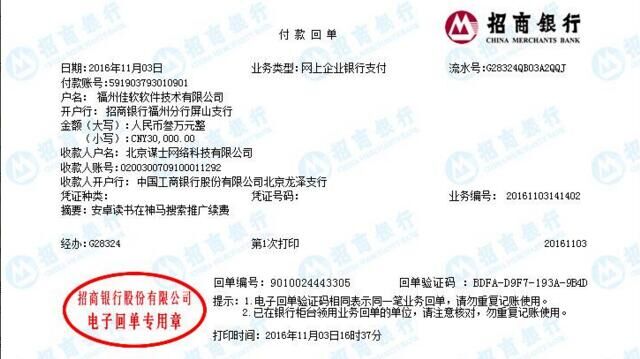 付款回单
招商银行
CHINA MERCHANTS BANK
日期:2016年11月03日 业务类型:网上企业银行支付 流水号:G28324QB03A2QQJ
付款账号:591903793010901
户名: 福州佳软软件技术有限公司
开户行: 招商银行福州分行屏山支行
金额(大写):人民币叁万元整
(小写):CNY30,000.00
收款人户名:北京谋士网络科技有限公司
收款人账号:0200300709100011292
收款人开户行: 中国工商银行股份有限公司北京龙泽支行
凭证种类: 凭证号码: 业务编号: 20161103141402
摘要:安卓读书在神马搜索推广续费
经办:G28324 第1次打印 20161103
回单编号:9010024443305 回单验证码 : BDFA-D9F7-193A-9B4D
提示:1.电子回单验证码相同表示同一笔业务回单,请勿重复记账使用。
2.已在银行柜台领用业务回单的单位,请注意核对,勿重复记账使用。
打印时间:2016年11月03日16时37分
招商银行股份有限公司
电子回单专用章